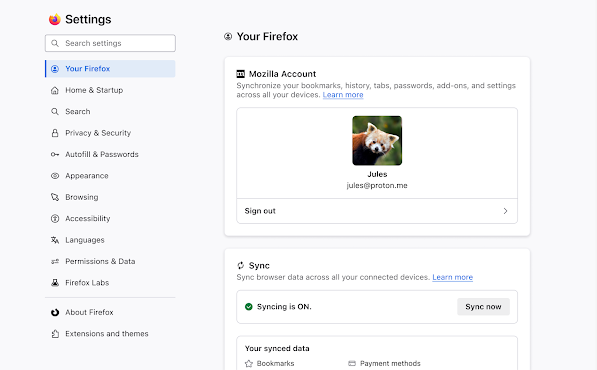 Settings
Search settings
Your Firefox
Home & Startup
Search
Privacy & Security
Autofill & Passwords
Appearance
Browsing
Accessibility
Languages
Permissions & Data
Firefox Labs
About Firefox
Extensions and themes
Your Firefox
Mozilla Account
Synchronize your bookmarks, history, tabs, passwords, add-ons, and settings
across all your devices. Learn more
Jules
jules@proton.me
Sign out
Sync
Sync browser data across all your connected devices. Learn more
Syncing is ON.
Sync now
Your synced data
Bookmarks
Payment methods